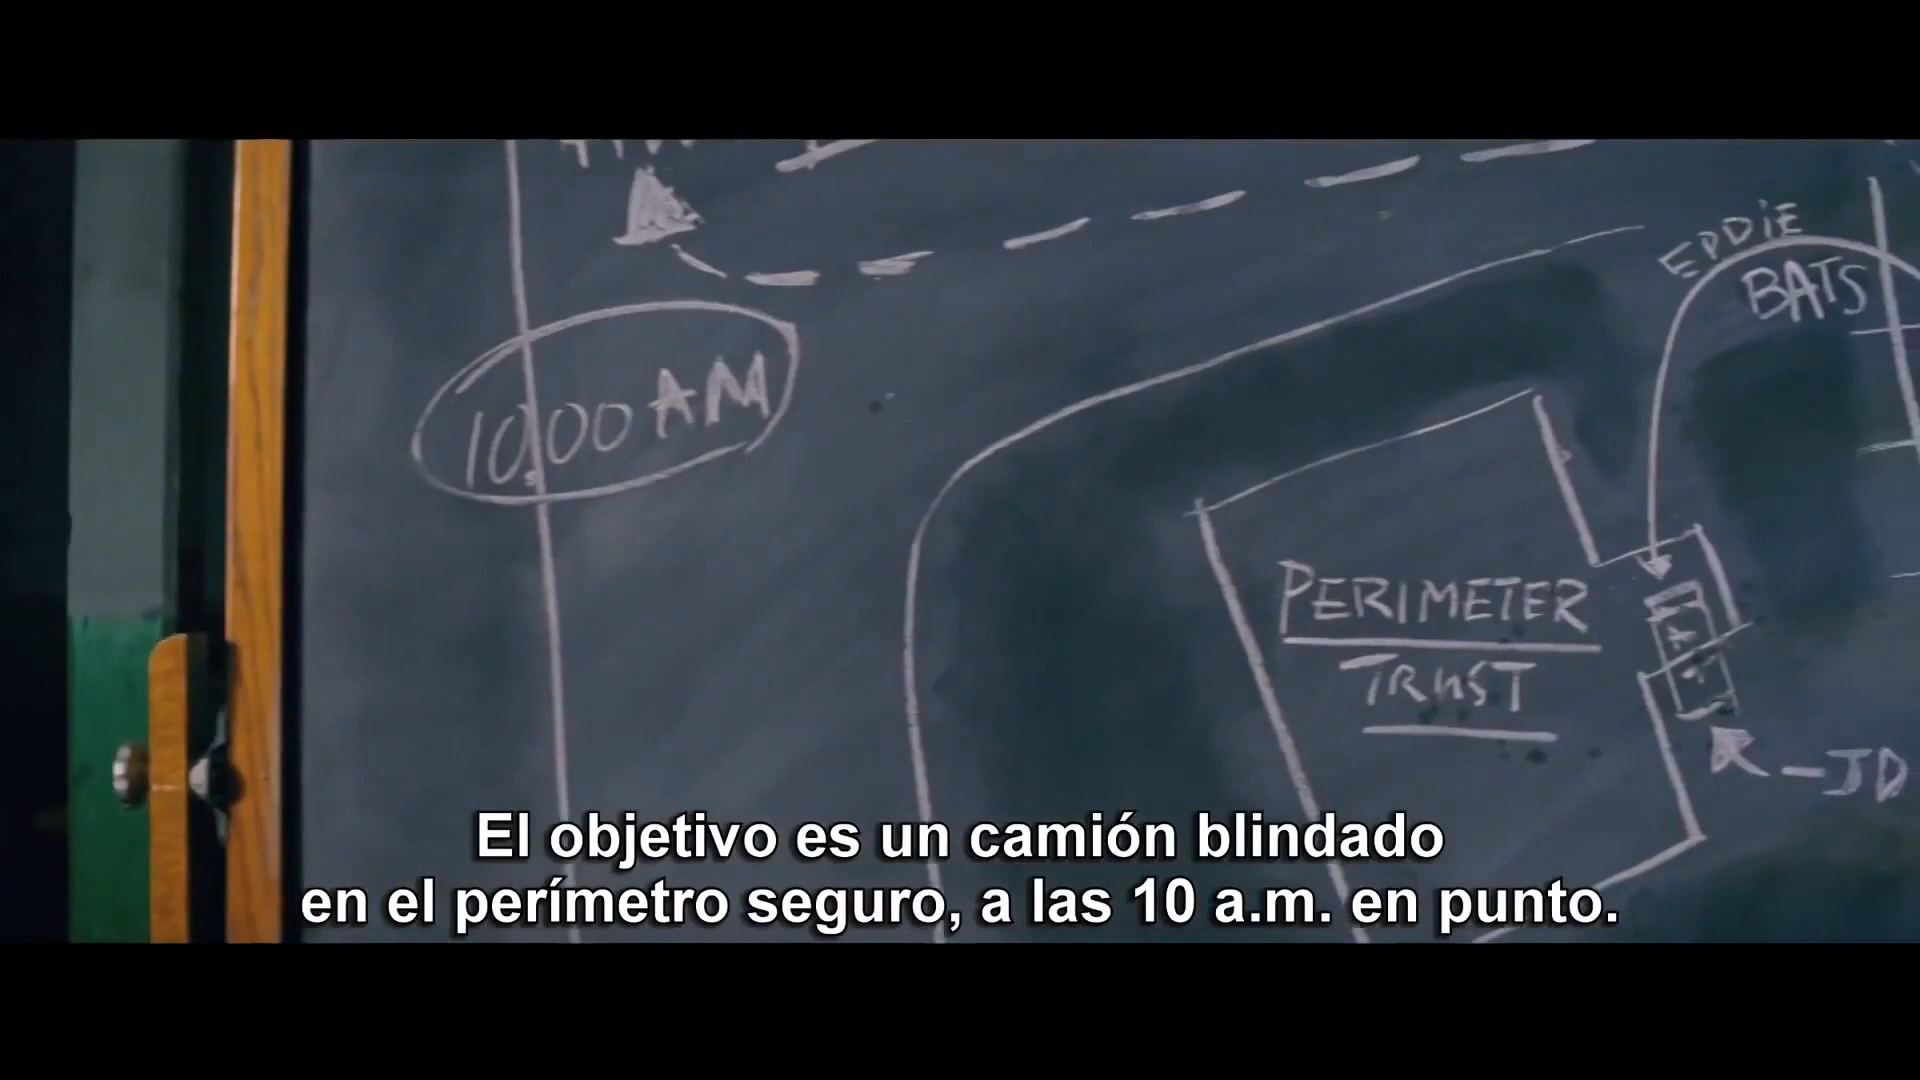 EDDIE
BATS
10:00 AM
PERIMETER
TRUST
JD
El objetivo es un camión blindado
en el perímetro seguro, a las 10 a.m. en punto.